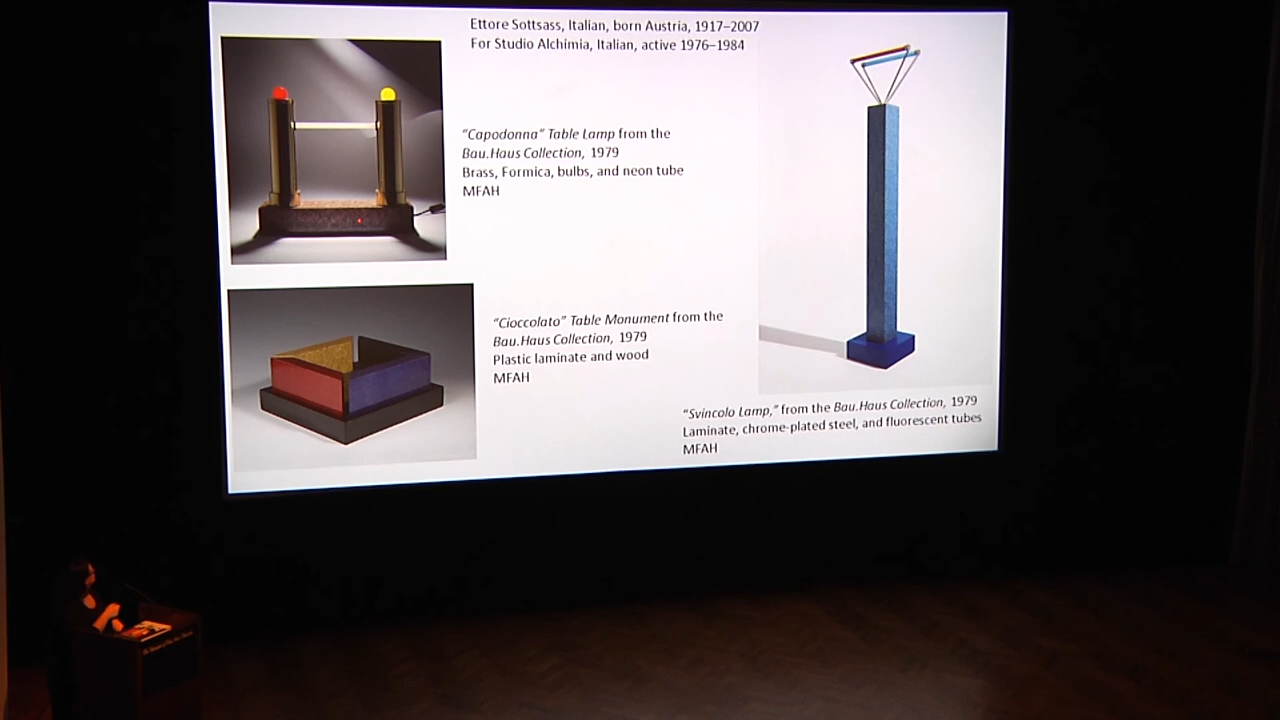 Ettore Sottsass, Italian, born Austria, 1917–2007
For Studio Alchimia, Italian, active 1976–1984
“Capodonna” Table Lamp from the
Bau.Haus Collection, 1979
Brass, Formica, bulbs, and neon tube
MFAH
“Cioccolato” Table Monument from the
Bau.Haus Collection, 1979
Plastic laminate and wood
MFAH
“Svincolo Lamp,” from the Bau.Haus Collection, 1979
Laminate, chrome-plated steel, and fluorescent tubes
MFAH